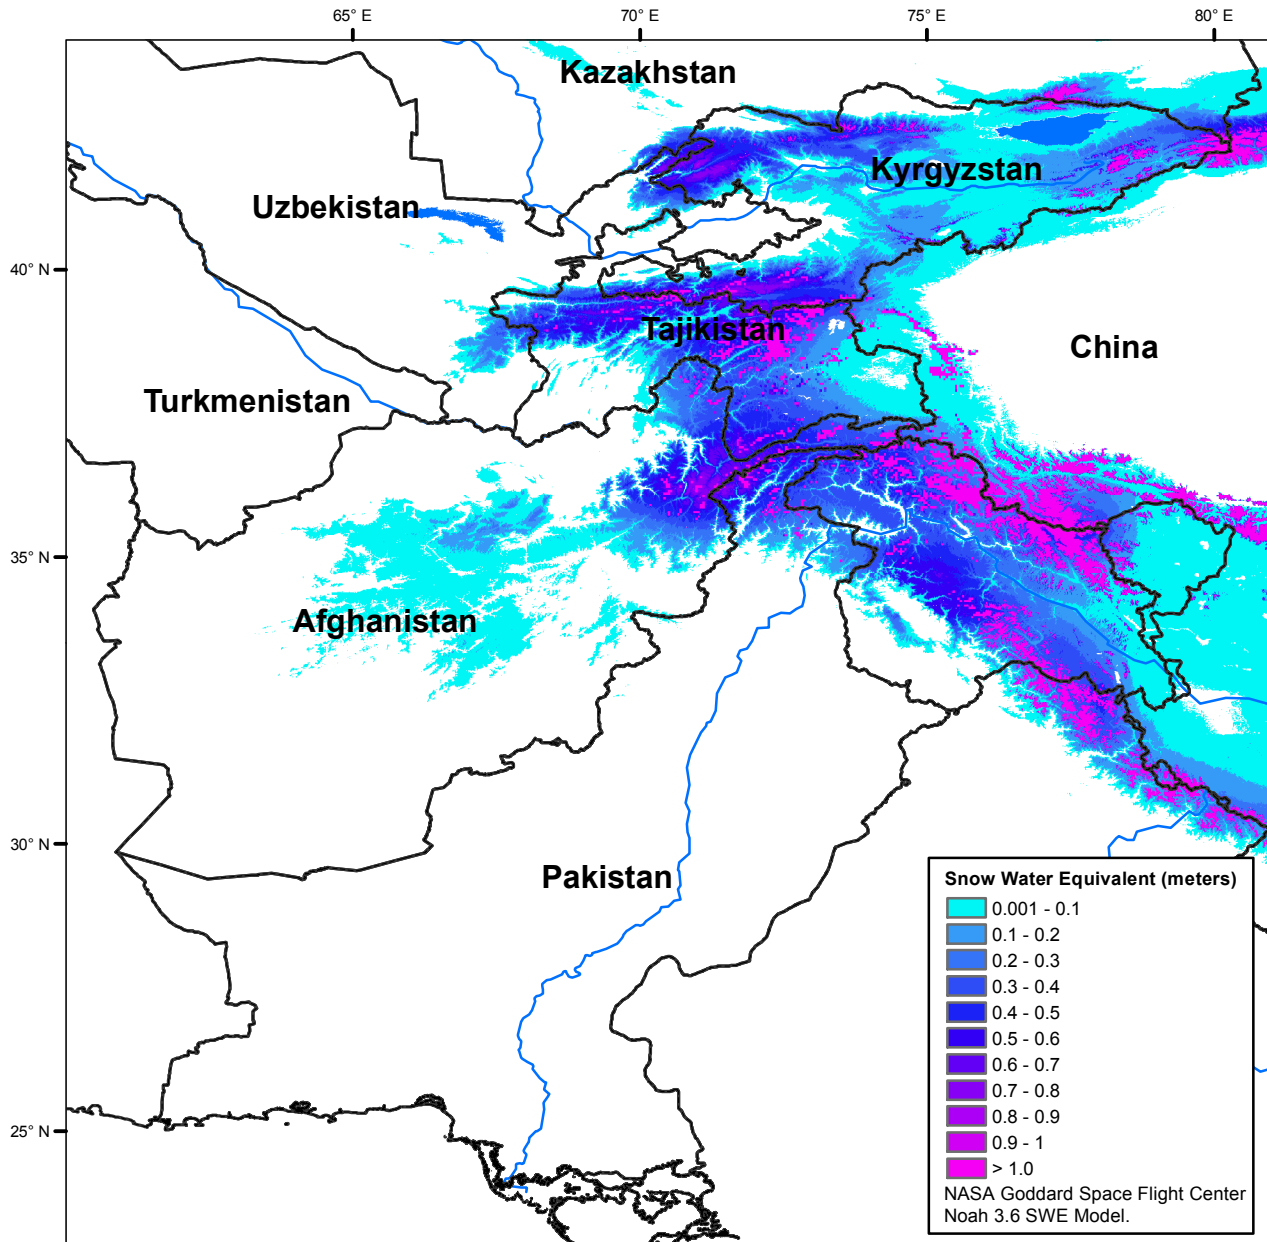 65° E
70° E
75° E
80° E
Kazakhstan
Kyrgyzstan
Uzbekistan
40° N
Tajikistan
China
Turkmenistan
35° N
Afghanistan
30° N
Pakistan
25° N
Snow Water Equivalent (meters)
0.001 - 0.1
0.1 - 0.2
0.2 - 0.3
0.3 - 0.4
0.4 - 0.5
0.5 - 0.6
0.6 - 0.7
0.7 - 0.8
0.8 - 0.9
0.9 - 1
> 1.0
NASA Goddard Space Flight Center
Noah 3.6 SWE Model.